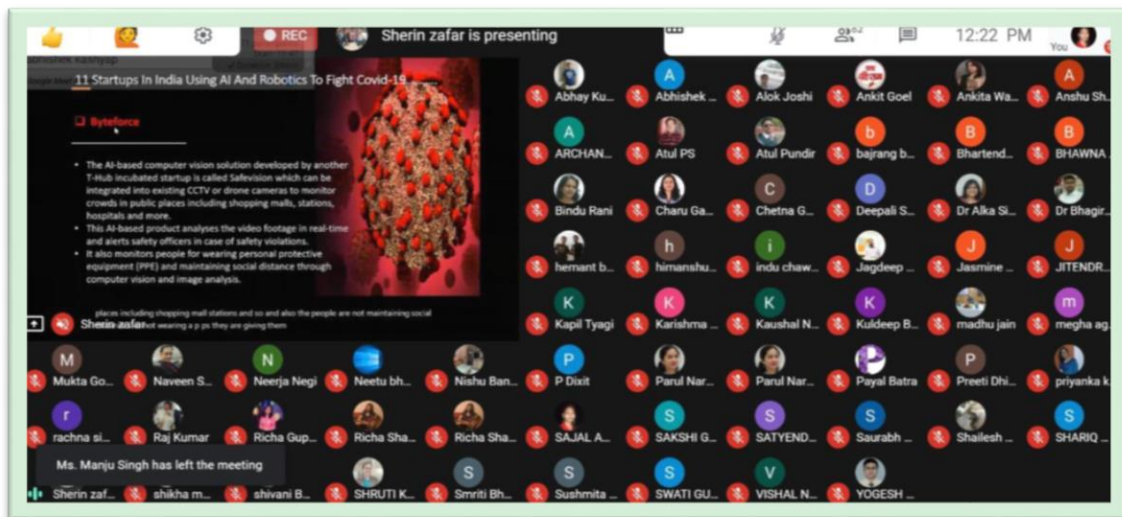 REC
Sherin zafar is presenting
12:22 PM
You
abhishek Kashyap
11 Startups In India Using AI And Robotics To Fight Covid-19
Byteforce
The AI-based computer vision solution developed by another
T-Hub incubated startup is called Safevision which can be
integrated into existing CCTV or drone cameras to monitor
crowds in public places including shopping malls, stations,
hospitals and more.
This AI-based product analyses the video footage in real-time
and alerts safety officers in case of safety violations.
It also monitors people for wearing personal protective
equipment (PPE) and maintaining social distance through
computer vision and image analysis.
places including shopping mall stations and so and also the people are not maintaining social
not wearing a p ps they are giving them
Sherin zafar
A A
Abhay Ku... Abhishek ... Alok Joshi Ankit Goel Ankita Wa... Anshu Sh...
A b B B
ARCHAN... Atul PS Atul Pundir bajrang b... Bhartend... BHAWNA
C D
Bindu Rani Charu Ga... Chetna G... Deepali S... Dr Alka Si... Dr Bhagir...
h i J J
hemant b... himanshu... indu chaw... Jagdeep ... Jasmine ... JITENDR...
K K K K m
Kapil Tyagi Karishma ... Kaushal N... Kuldeep B... madhu jain megha ag...
M N P P
Mukta Go... Naveen S... Neerja Negi Neetu bh... Nishu Ban... P Dixit Parul Nar... Parul Nar... Payal Batra Preeti Dhi... priyanka k...
r S S S S
rachna si... Raj Kumar Richa Gup... Richa Sha... Richa Sha... SAJAL A... SAKSHI G... SATYEND... Saurabh ... Shailesh ... SHARIQ ...
Ms. Manju Singh has left the meeting
S S S V
Sherin zaf... shikha m... shivani B... SHRUTI K... Smriti Bh... Sushmita ... SWATI GU... VISHAL N... YOGESH ...